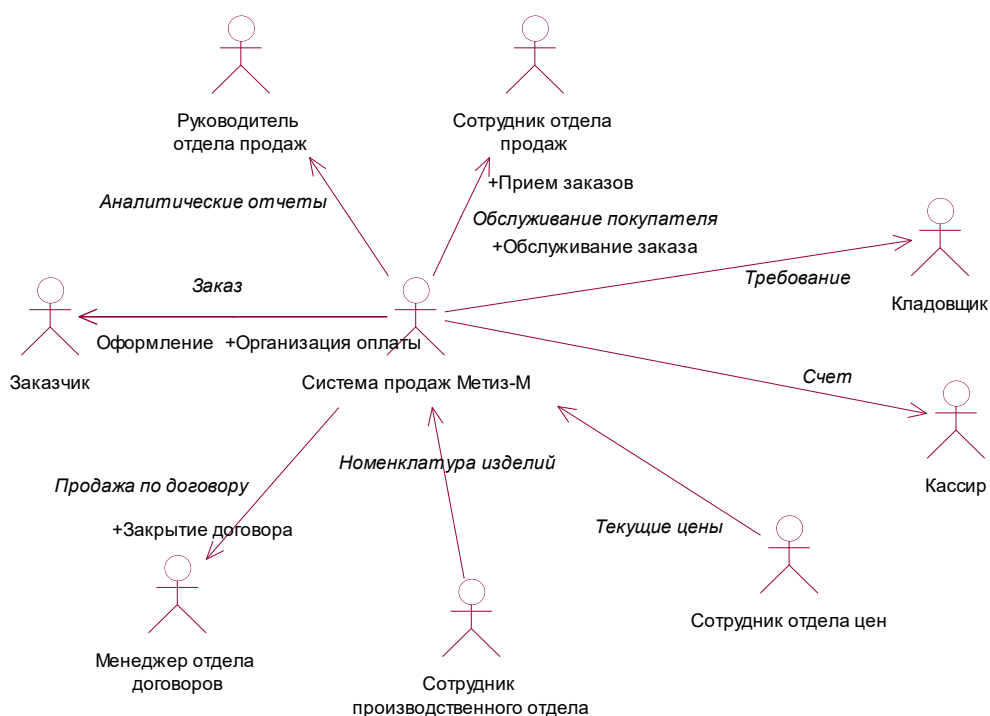 Руководитель
отдела продаж
Сотрудник отдела
продаж
+Прием заказов
Аналитические отчеты
Обслуживание покупателя
+Обслуживание заказа
Заказ
Требование
Кладовщик
Оформление +Организация оплаты
Заказчик
Система продаж Метиз-М
Счет
Номенклатура изделий
Кассир
Продажа по договору
+Закрытие договора
Текущие цены
Сотрудник отдела цен
Менеджер отдела
договоров
Сотрудник
производственного отдела